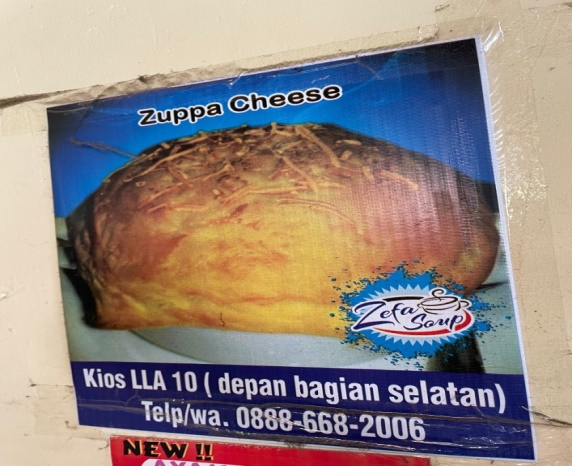 Zuppa Cheese
Zefa
Soup
Kios LLA 10 ( depan bagian selatan)
Telp/wa. 0888-668-2006
NEW !!